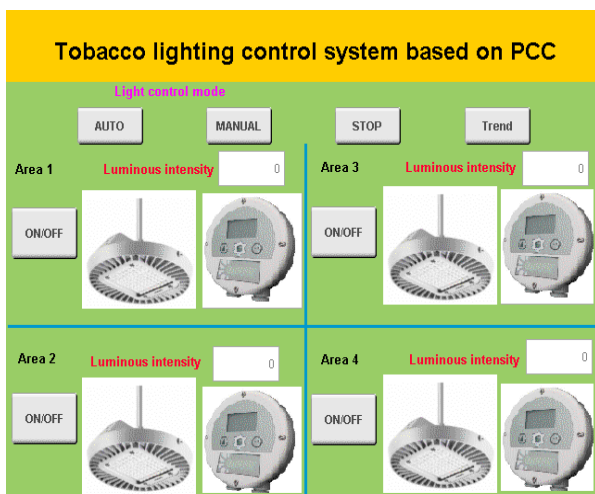 Tobacco lighting control system based on PCC
Light control mode
AUTO MANUAL STOP Trend
Area 1 Luminous intensity 0
ON/OFF
Area 3 Luminous intensity 0
ON/OFF
Area 2 Luminous intensity 0
ON/OFF
Area 4 Luminous intensity 0
ON/OFF